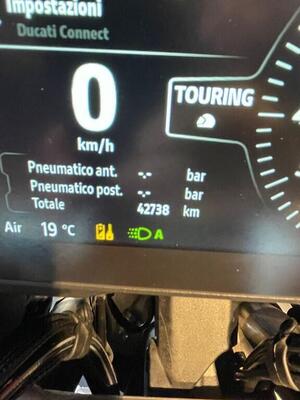 Impostazioni
Ducati Connect
0
km/h
TOURING
Pneumatico ant. -.- bar
Pneumatico post. -.- bar
Totale 42738 km
Air 19 °C A